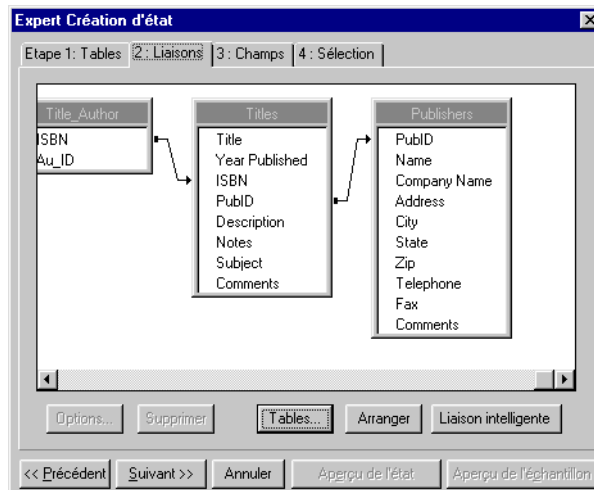 Expert Création d'état
Etape 1: Tables 2 : Liaisons 3 : Champs 4 : Sélection
Title_Author
ISBN
Au_ID
Titles
Title
Year Published
ISBN
PubID
Description
Notes
Subject
Comments
Publishers
PubID
Name
Company Name
Address
City
State
Zip
Telephone
Fax
Comments
Options... Supprimer Tables... Arranger Liaison intelligente
<< Précédent Suivant >> Annuler Aperçu de l'état Aperçu de l'échantillon